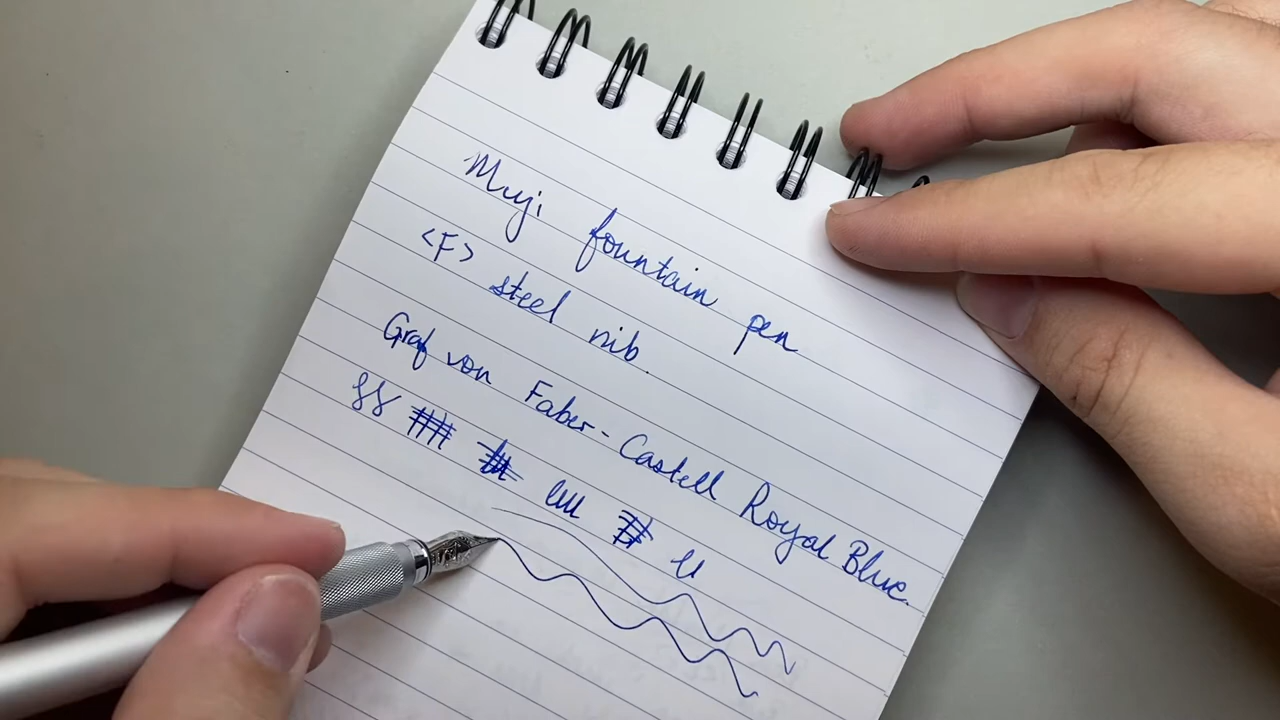 Muji fountain pen
<F> steel nib.
Graf von Faber-Castell Royal Blue.